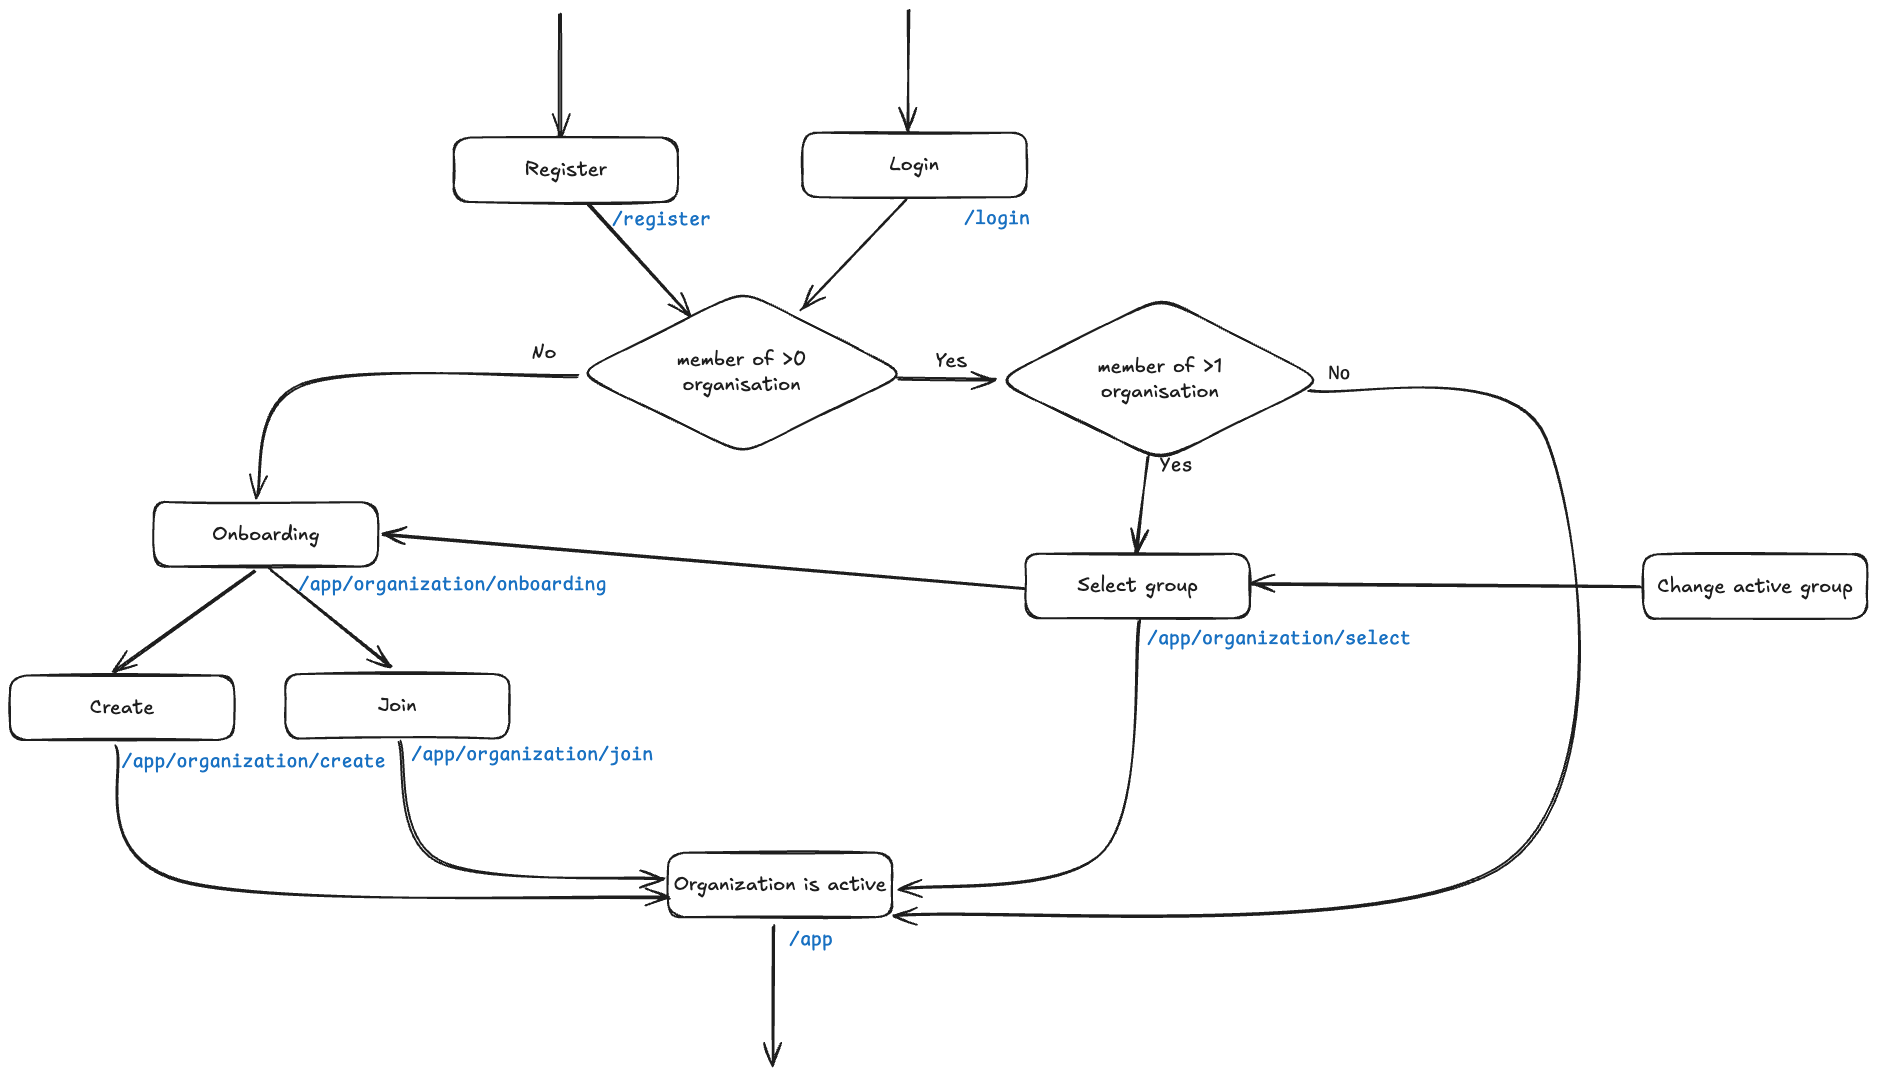 Register
Login
/register
/login
No
member of >0
organisation
Yes
member of >1
organisation
No
Yes
Onboarding
/app/organization/onboarding
Select group
Change active group
/app/organization/select
Create
Join
/app/organization/create
/app/organization/join
Organization is active
/app